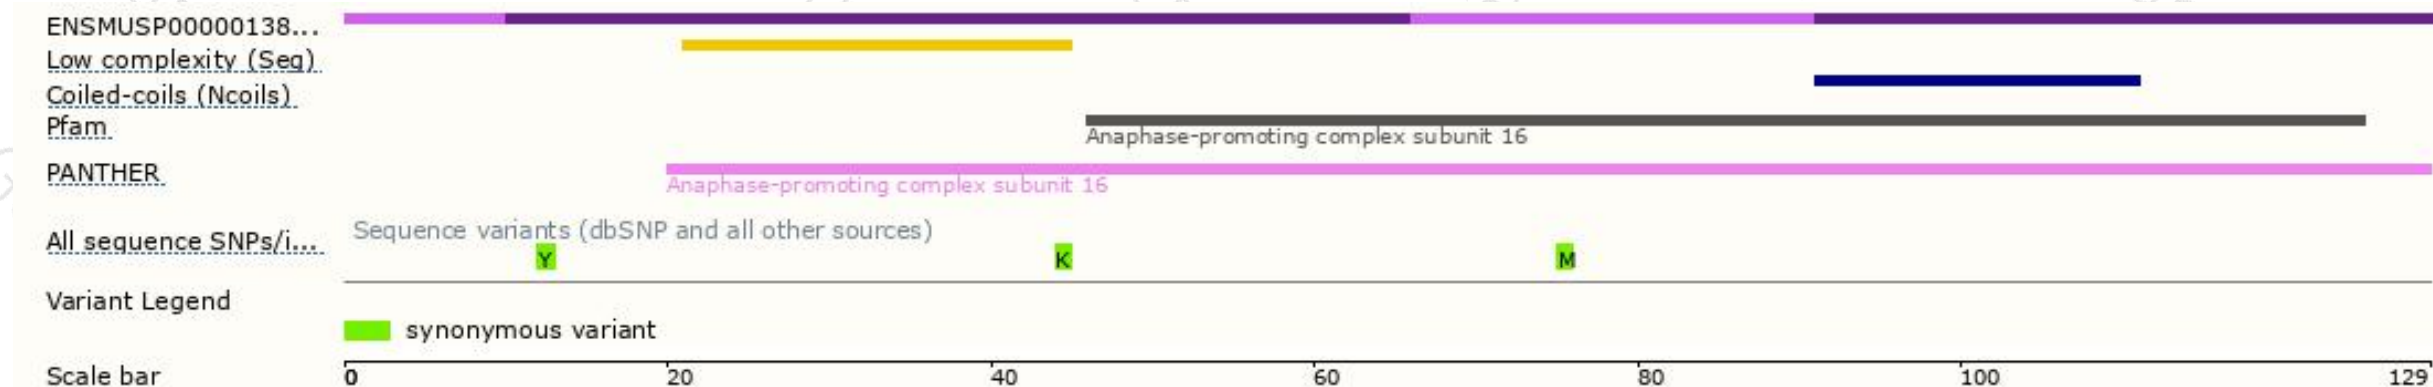 ENSMUSP00000138...
Low complexity (Seg)
Coiled-coils (Ncoils)
Pfam
Anaphase-promoting complex subunit 16
PANTHER
Anaphase-promoting complex subunit 16
All sequence SNPs/i...
Sequence variants (dbSNP and all other sources)
Y K M
Variant Legend
synonymous variant
Scale bar
0 20 40 60 80 100 129